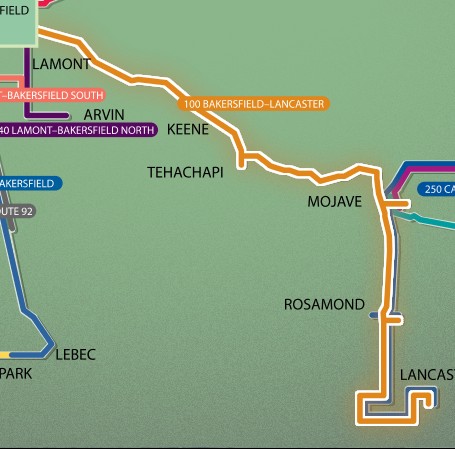 FIELD
LAMONT
T–BAKERSFIELD SOUTH
100 BAKERSFIELD–LANCASTER
ARVIN
40 LAMONT–BAKERSFIELD NORTH
KEENE
TEHACHAPI
AKERSFIELD
250 CA
MOJAVE
OUTE 92
ROSAMOND
LEBEC
PARK
LANCAST